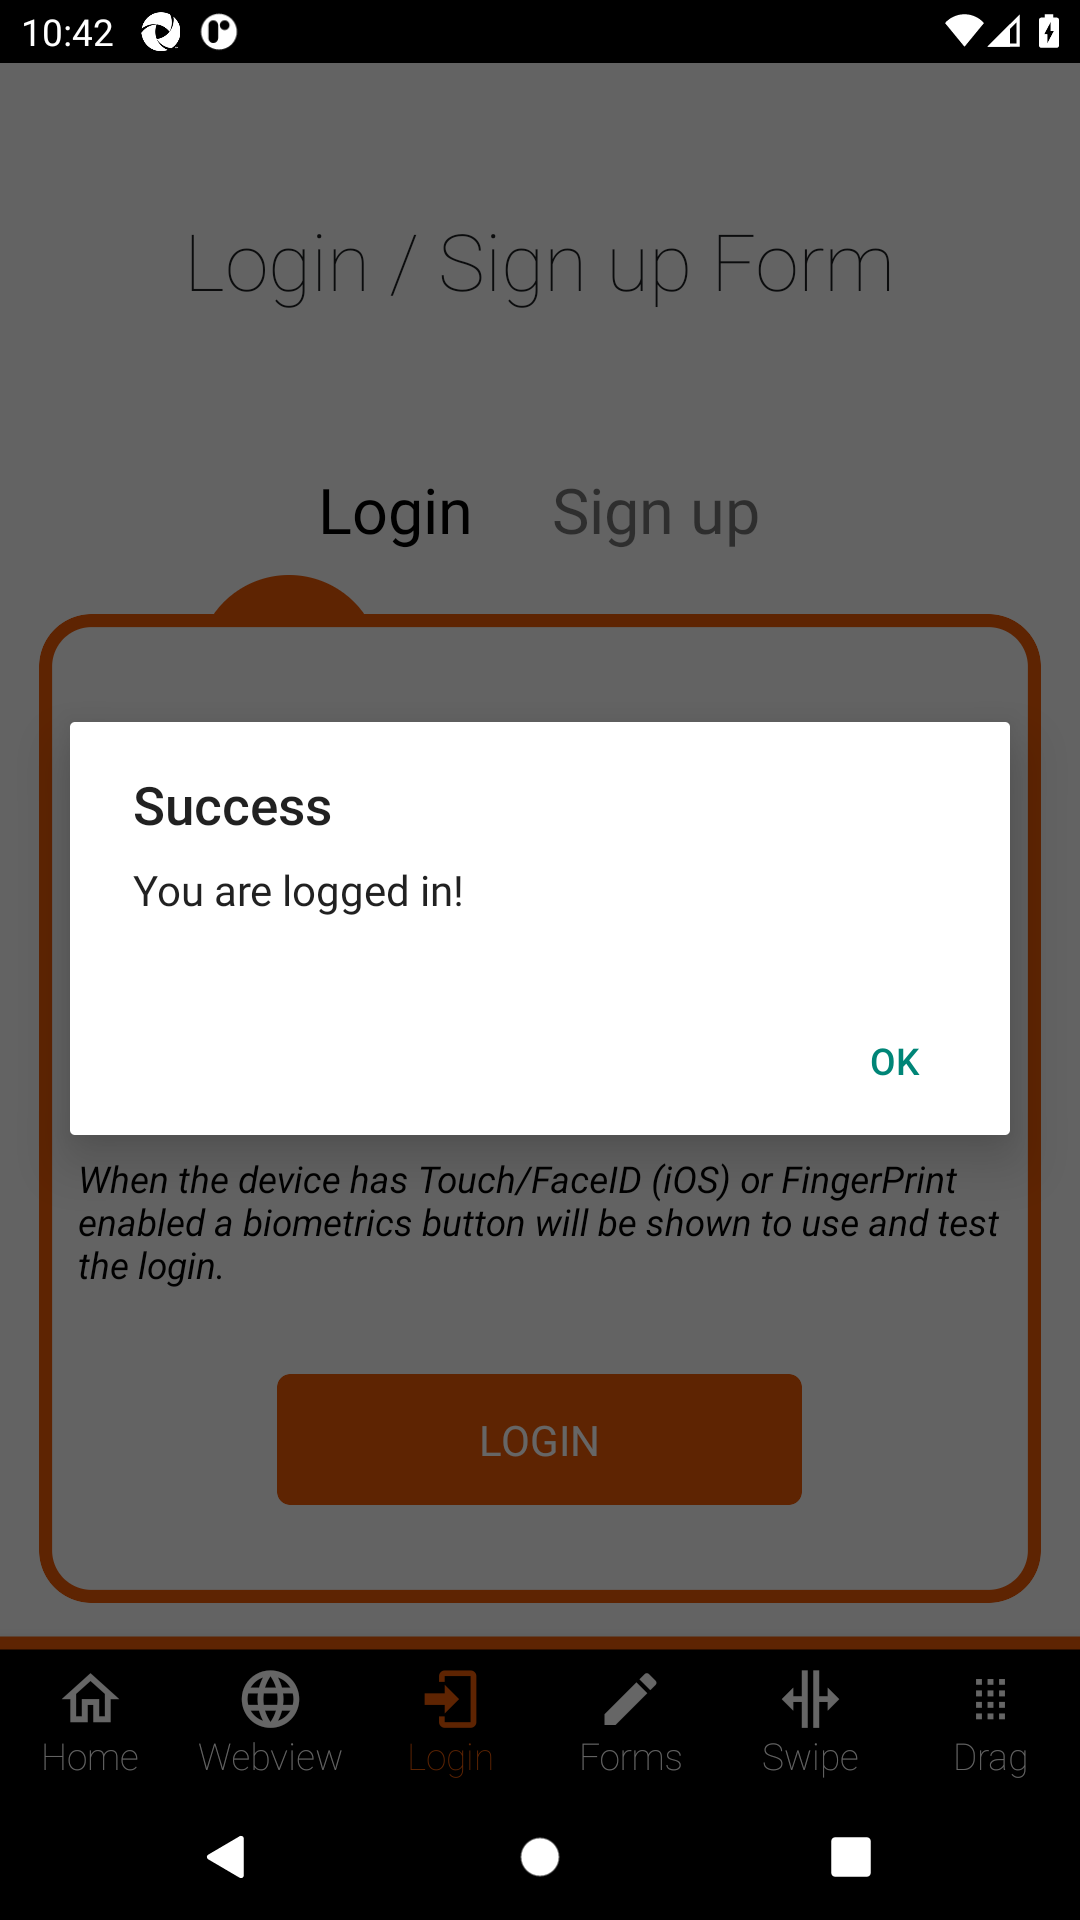 10:42
Login / Sign up Form
Login Sign up
Success
You are logged in!
OK
When the device has Touch/FaceID (iOS) or FingerPrint
enabled a biometrics button will be shown to use and test
the login.
LOGIN
Home Webview Login Forms Swipe Drag